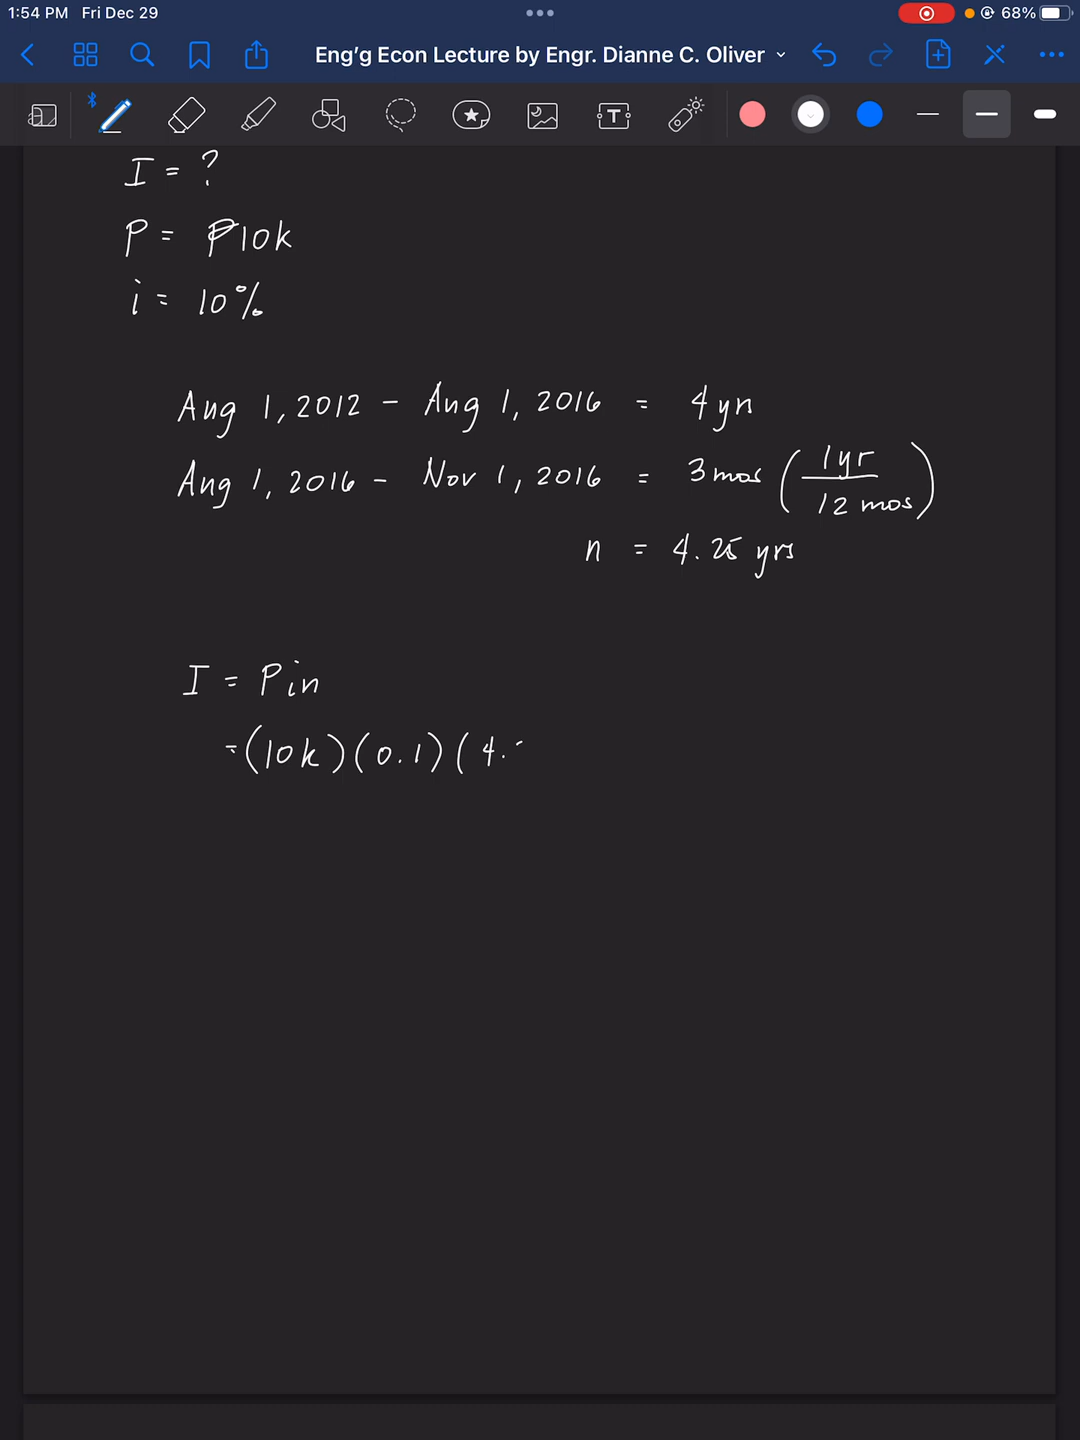 1:54 PM Fri Dec 29 68%
Eng'g Econ Lecture by Engr. Dianne C. Oliver
I = ?
P = ₱10k
i = 10%
Aug 1, 2012 - Aug 1, 2016 = 4 yrs
Aug 1, 2016 - Nov 1, 2016 = 3 mos (1yr / 12 mos)
n = 4.25 yrs
I = Pin
= (10k)(0.1)(4.